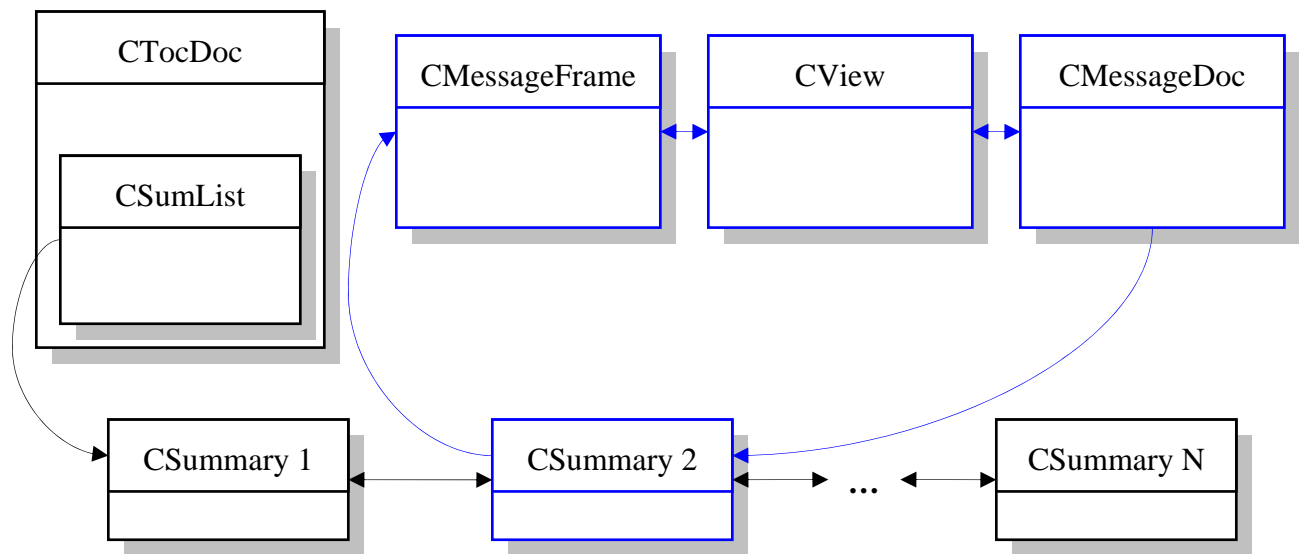 CTocDoc
CMessageFrame
CView
CMessageDoc
CSumList
CSummary 1
CSummary 2
...
CSummary N